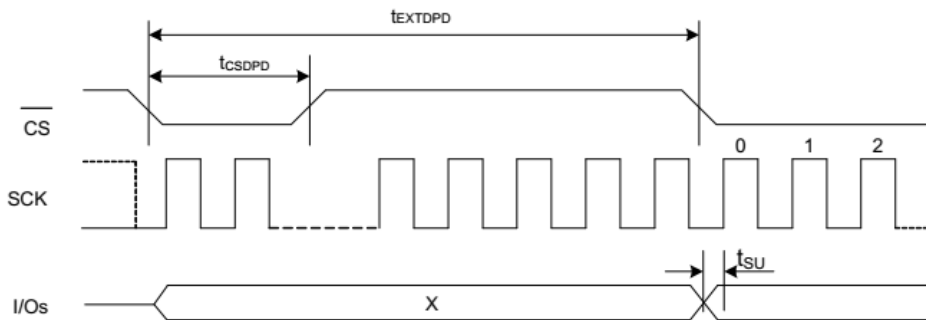 tEXTDPD
tCSDPD
CS
0 1 2
SCK
tSU
X
I/Os